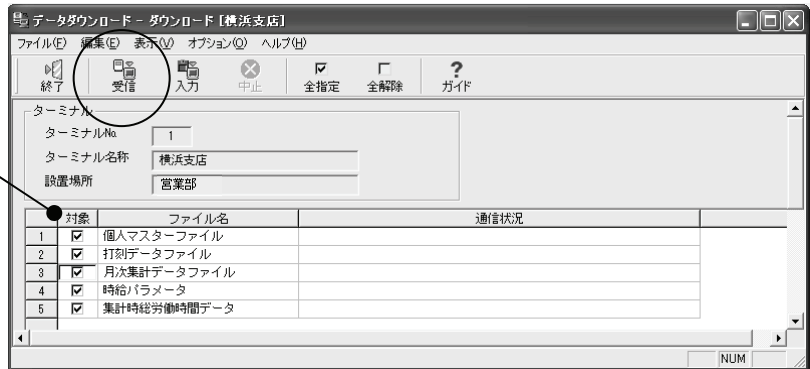 データダウンロード - ダウンロード [横浜支店]
ファイル(F) 編集(E) 表示(V) オプション(O) ヘルプ(H)
終了 受信 入力 中止 全指定 全解除 ガイド
ターミナル
ターミナルNo. 1
ターミナル名称 横浜支店
設置場所 営業部
対象 ファイル名 通信状況
1 個人マスターファイル
2 打刻データファイル
3 月次集計データファイル
4 時給パラメータ
5 集計時総労働時間データ
NUM